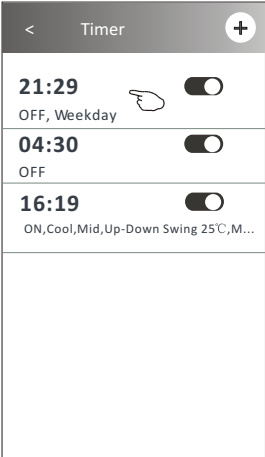 < Timer +
21:29
OFF, Weekday
04:30
OFF
16:19
ON,Cool,Mid,Up-Down Swing 25℃,M...